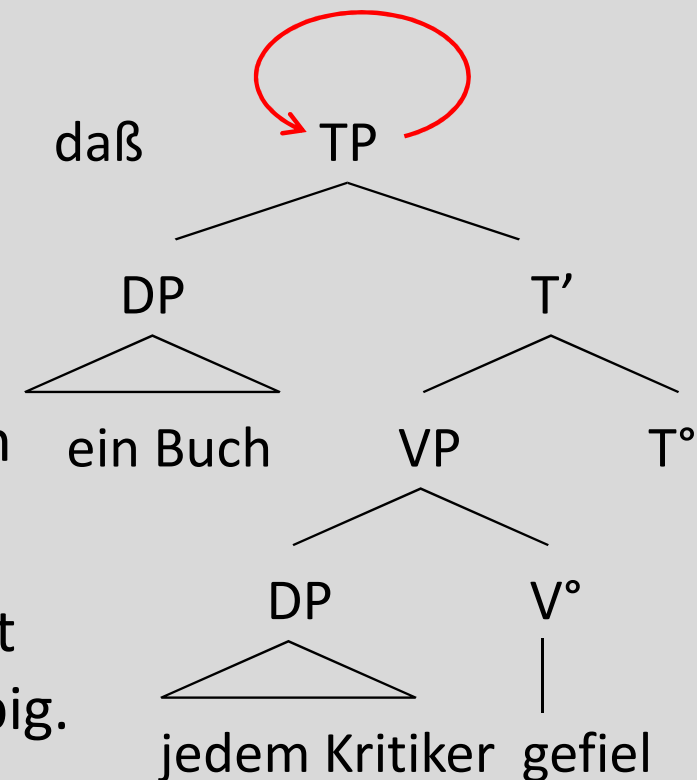 daß TP
DP T’
ein Buch VP T°
DP V°
jedem Kritiker gefiel